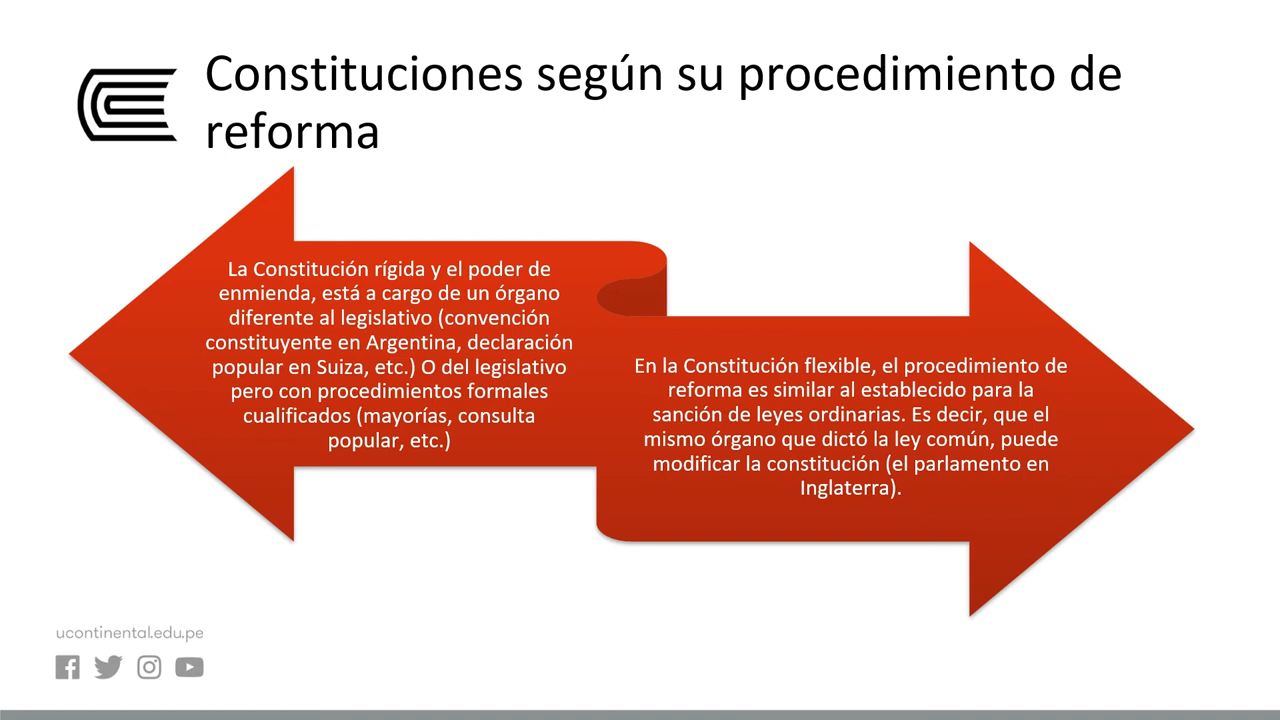 Constituciones según su procedimiento de
reforma
La Constitución rígida y el poder de
enmienda, está a cargo de un órgano
diferente al legislativo (convención
constituyente en Argentina, declaración
popular en Suiza, etc.) O del legislativo
pero con procedimientos formales
cualificados (mayorías, consulta
popular, etc.)
En la Constitución flexible, el procedimiento de
reforma es similar al establecido para la
sanción de leyes ordinarias. Es decir, que el
mismo órgano que dictó la ley común, puede
modificar la constitución (el parlamento en
Inglaterra).
ucontinental.edu.pe